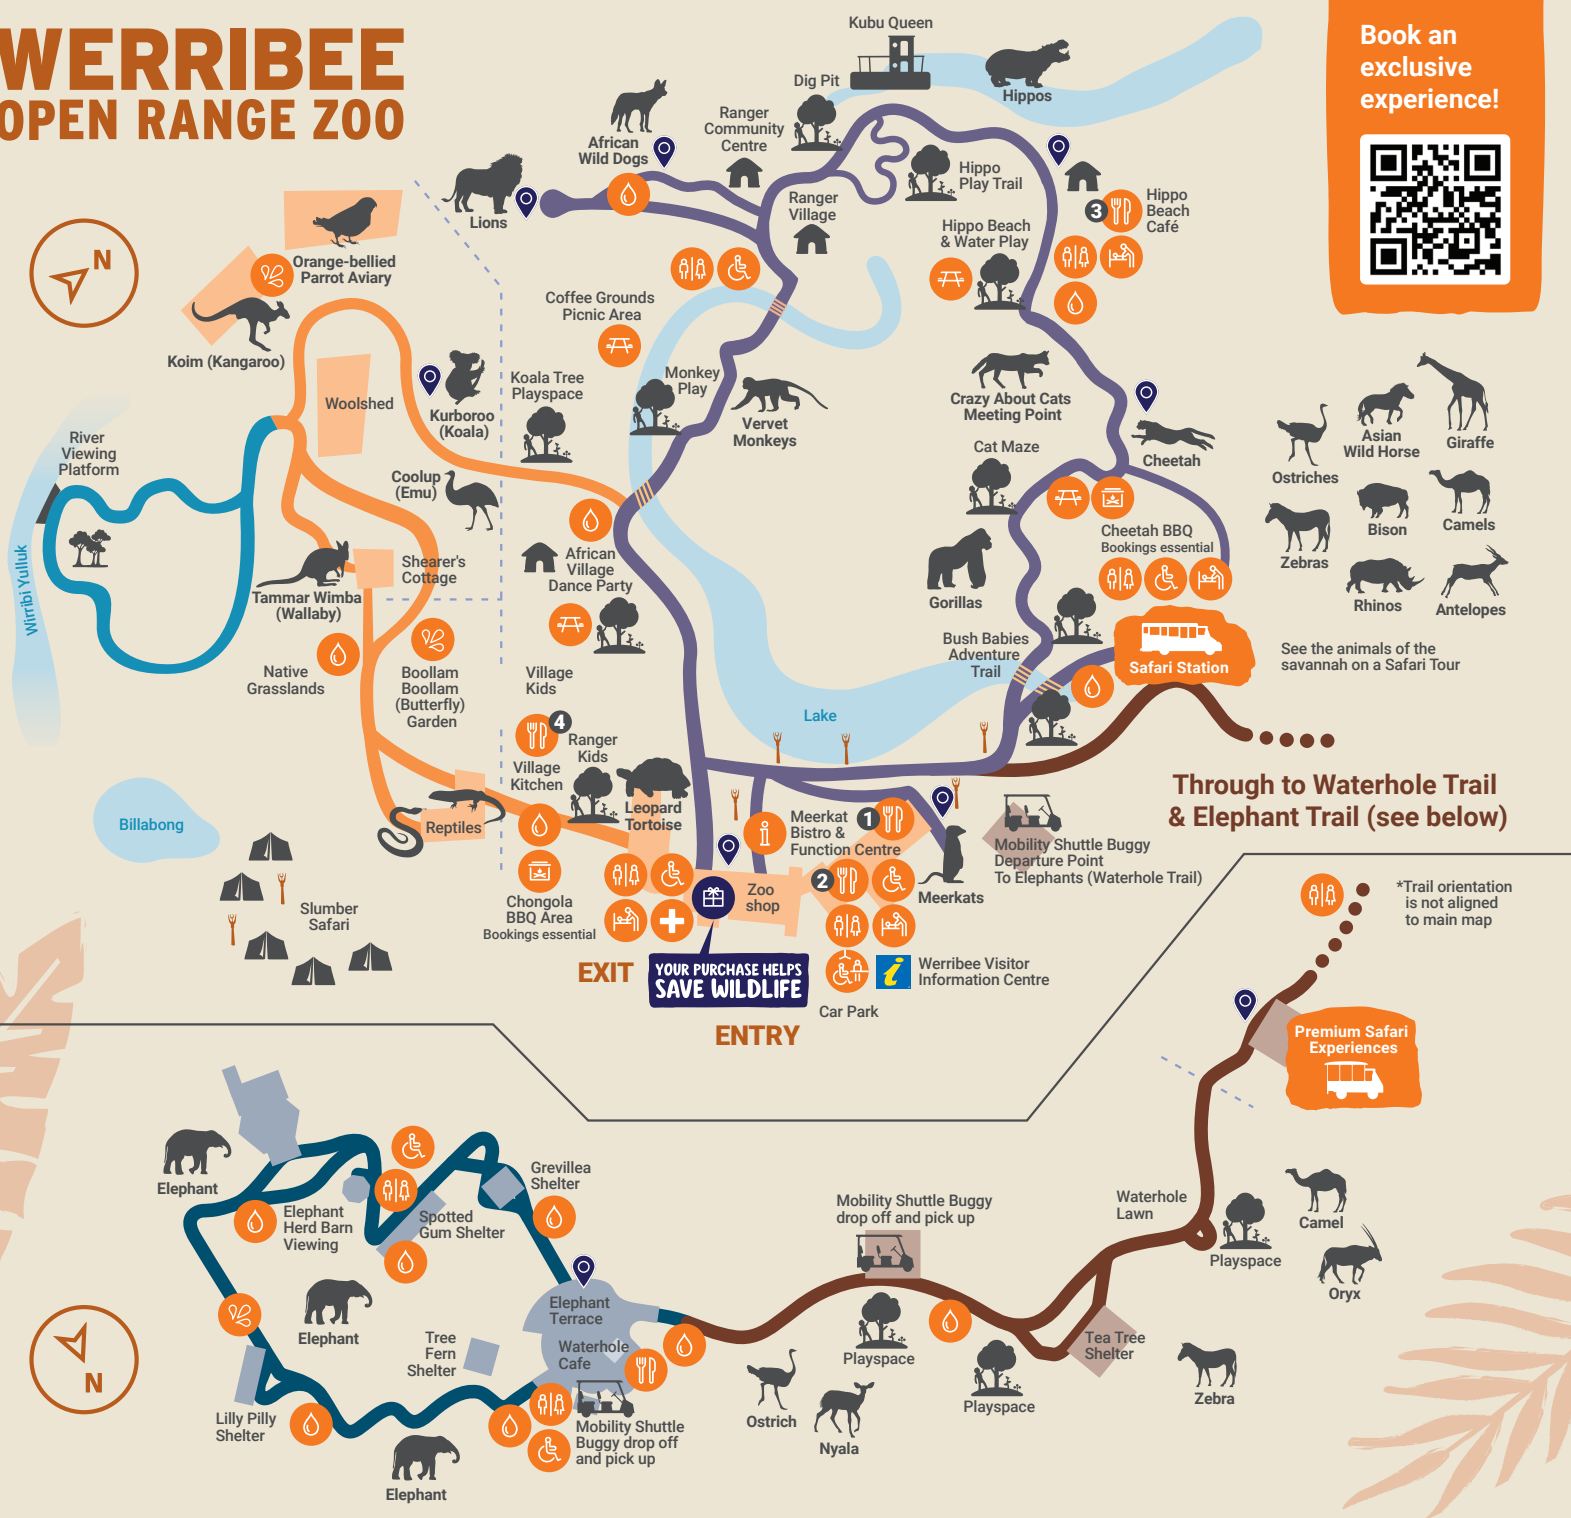 WERRIBEE
OPEN RANGE ZOO
Book an
exclusive
experience!
Kubu Queen
Dig Pit
Hippos
Ranger
Community
Centre
African
Wild Dogs
Lions
Ranger
Village
Hippo
Play Trail
Hippo Beach
& Water Play
3
Hippo
Beach
Café
N
Orange-bellied
Parrot Aviary
Koim (Kangaroo)
Woolshed
Kurboroo
(Koala)
Coolup
(Emu)
Coffee Grounds
Picnic Area
Koala Tree
Playspace
Monkey
Play
Vervet
Monkeys
Crazy About Cats
Meeting Point
Cat Maze
Cheetah
Ostriches
Asian
Wild Horse
Giraffe
Zebras
Bison
Camels
Rhinos
Antelopes
See the animals of the
savannah on a Safari Tour
River
Viewing
Platform
Wirribi Yulluk
Shearer's
Cottage
Tammar Wimba
(Wallaby)
Native
Grasslands
Boollam
Boollam
(Butterfly)
Garden
African
Village
Dance Party
Village
Kids
4
Village
Kitchen
Ranger
Kids
Leopard
Tortoise
Cheetah BBQ
Bookings essential
Gorillas
Bush Babies
Adventure
Trail
Safari Station
Lake
Through to Waterhole Trail
& Elephant Trail (see below)
Billabong
Reptiles
Slumber
Safari
Chongola
BBQ Area
Bookings essential
Zoo
shop
i
Meerkat
Bistro &
Function Centre
1
2
Meerkats
Mobility Shuttle Buggy
Departure Point
To Elephants (Waterhole Trail)
EXIT
YOUR PURCHASE HELPS
SAVE WILDLIFE
ENTRY
i
Werribee Visitor
Information Centre
Car Park
*Trail orientation
is not aligned
to main map
Premium Safari
Experiences
Elephant
Elephant
Herd Barn
Viewing
Spotted
Gum Shelter
Grevillea
Shelter
Elephant
Elephant
Terrace
Waterhole
Cafe
Tree
Fern
Shelter
N
Lilly Pilly
Shelter
Elephant
Mobility Shuttle
Buggy drop off
and pick up
Mobility Shuttle Buggy
drop off and pick up
Playspace
Ostrich
Nyala
Playspace
Tea Tree
Shelter
Zebra
Waterhole
Lawn
Playspace
Camel
Oryx